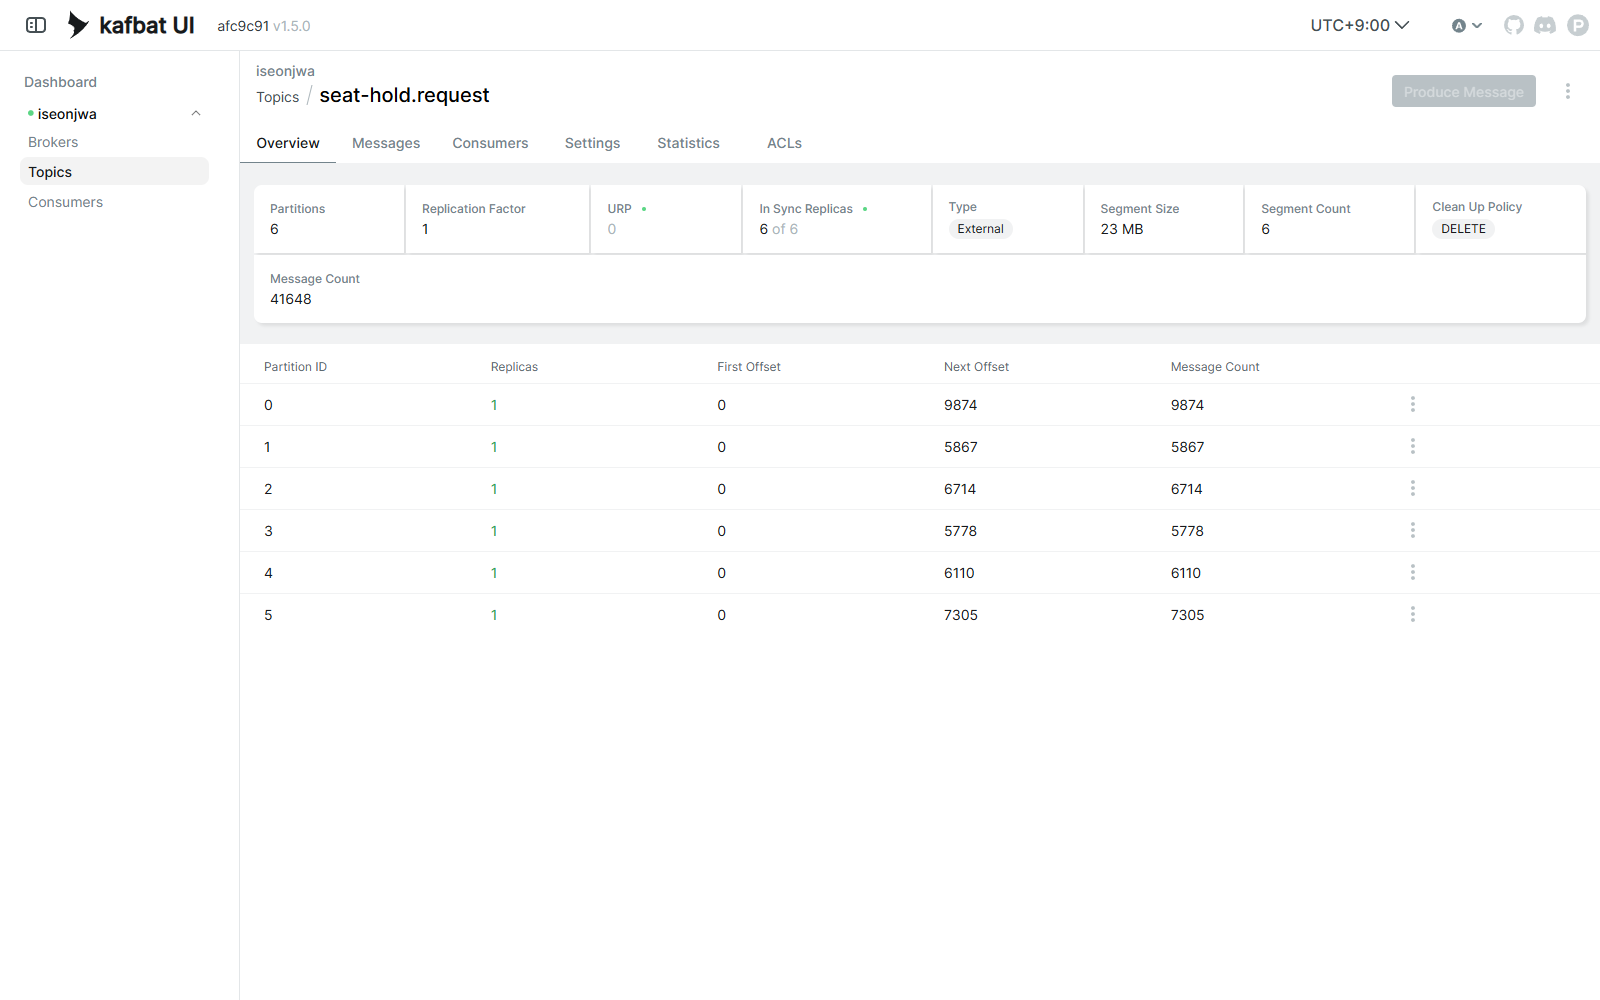 kafbat UI afc9c91 v1.5.0 UTC+9:00 A P
Dashboard
iseonjwa
Brokers
Topics
Consumers
iseonjwa
Topics / seat-hold.request
Produce Message
Overview Messages Consumers Settings Statistics ACLs
Partitions
6
Replication Factor
1
URP
0
In Sync Replicas
6 of 6
Type
External
Segment Size
23 MB
Segment Count
6
Clean Up Policy
DELETE
Message Count
41648
Partition ID Replicas First Offset Next Offset Message Count
0 1 0 9874 9874
1 1 0 5867 5867
2 1 0 6714 6714
3 1 0 5778 5778
4 1 0 6110 6110
5 1 0 7305 7305